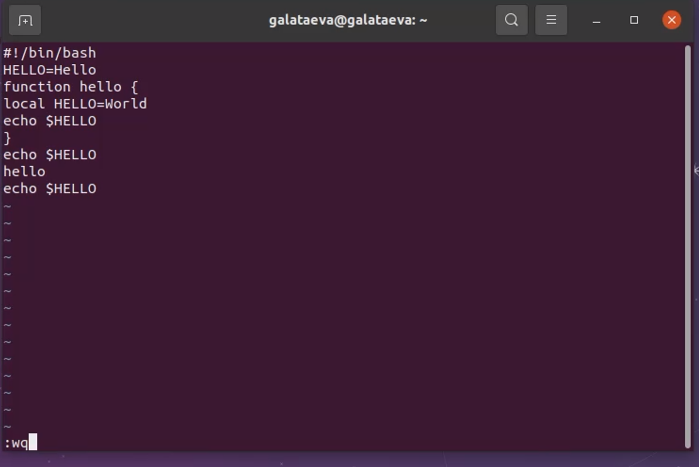 galataeva@galataeva: ~
#!/bin/bash
HELLO=Hello
function hello {
local HELLO=World
echo $HELLO
}
echo $HELLO
hello
echo $HELLO
~
~
~
~
~
~
~
~
~
~
~
~
~
~
:wq